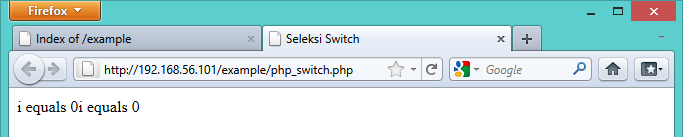 Firefox
Index of /example
Seleksi Switch
http://192.168.56.101/example/php_switch.php
Google
i equals 0i equals 0